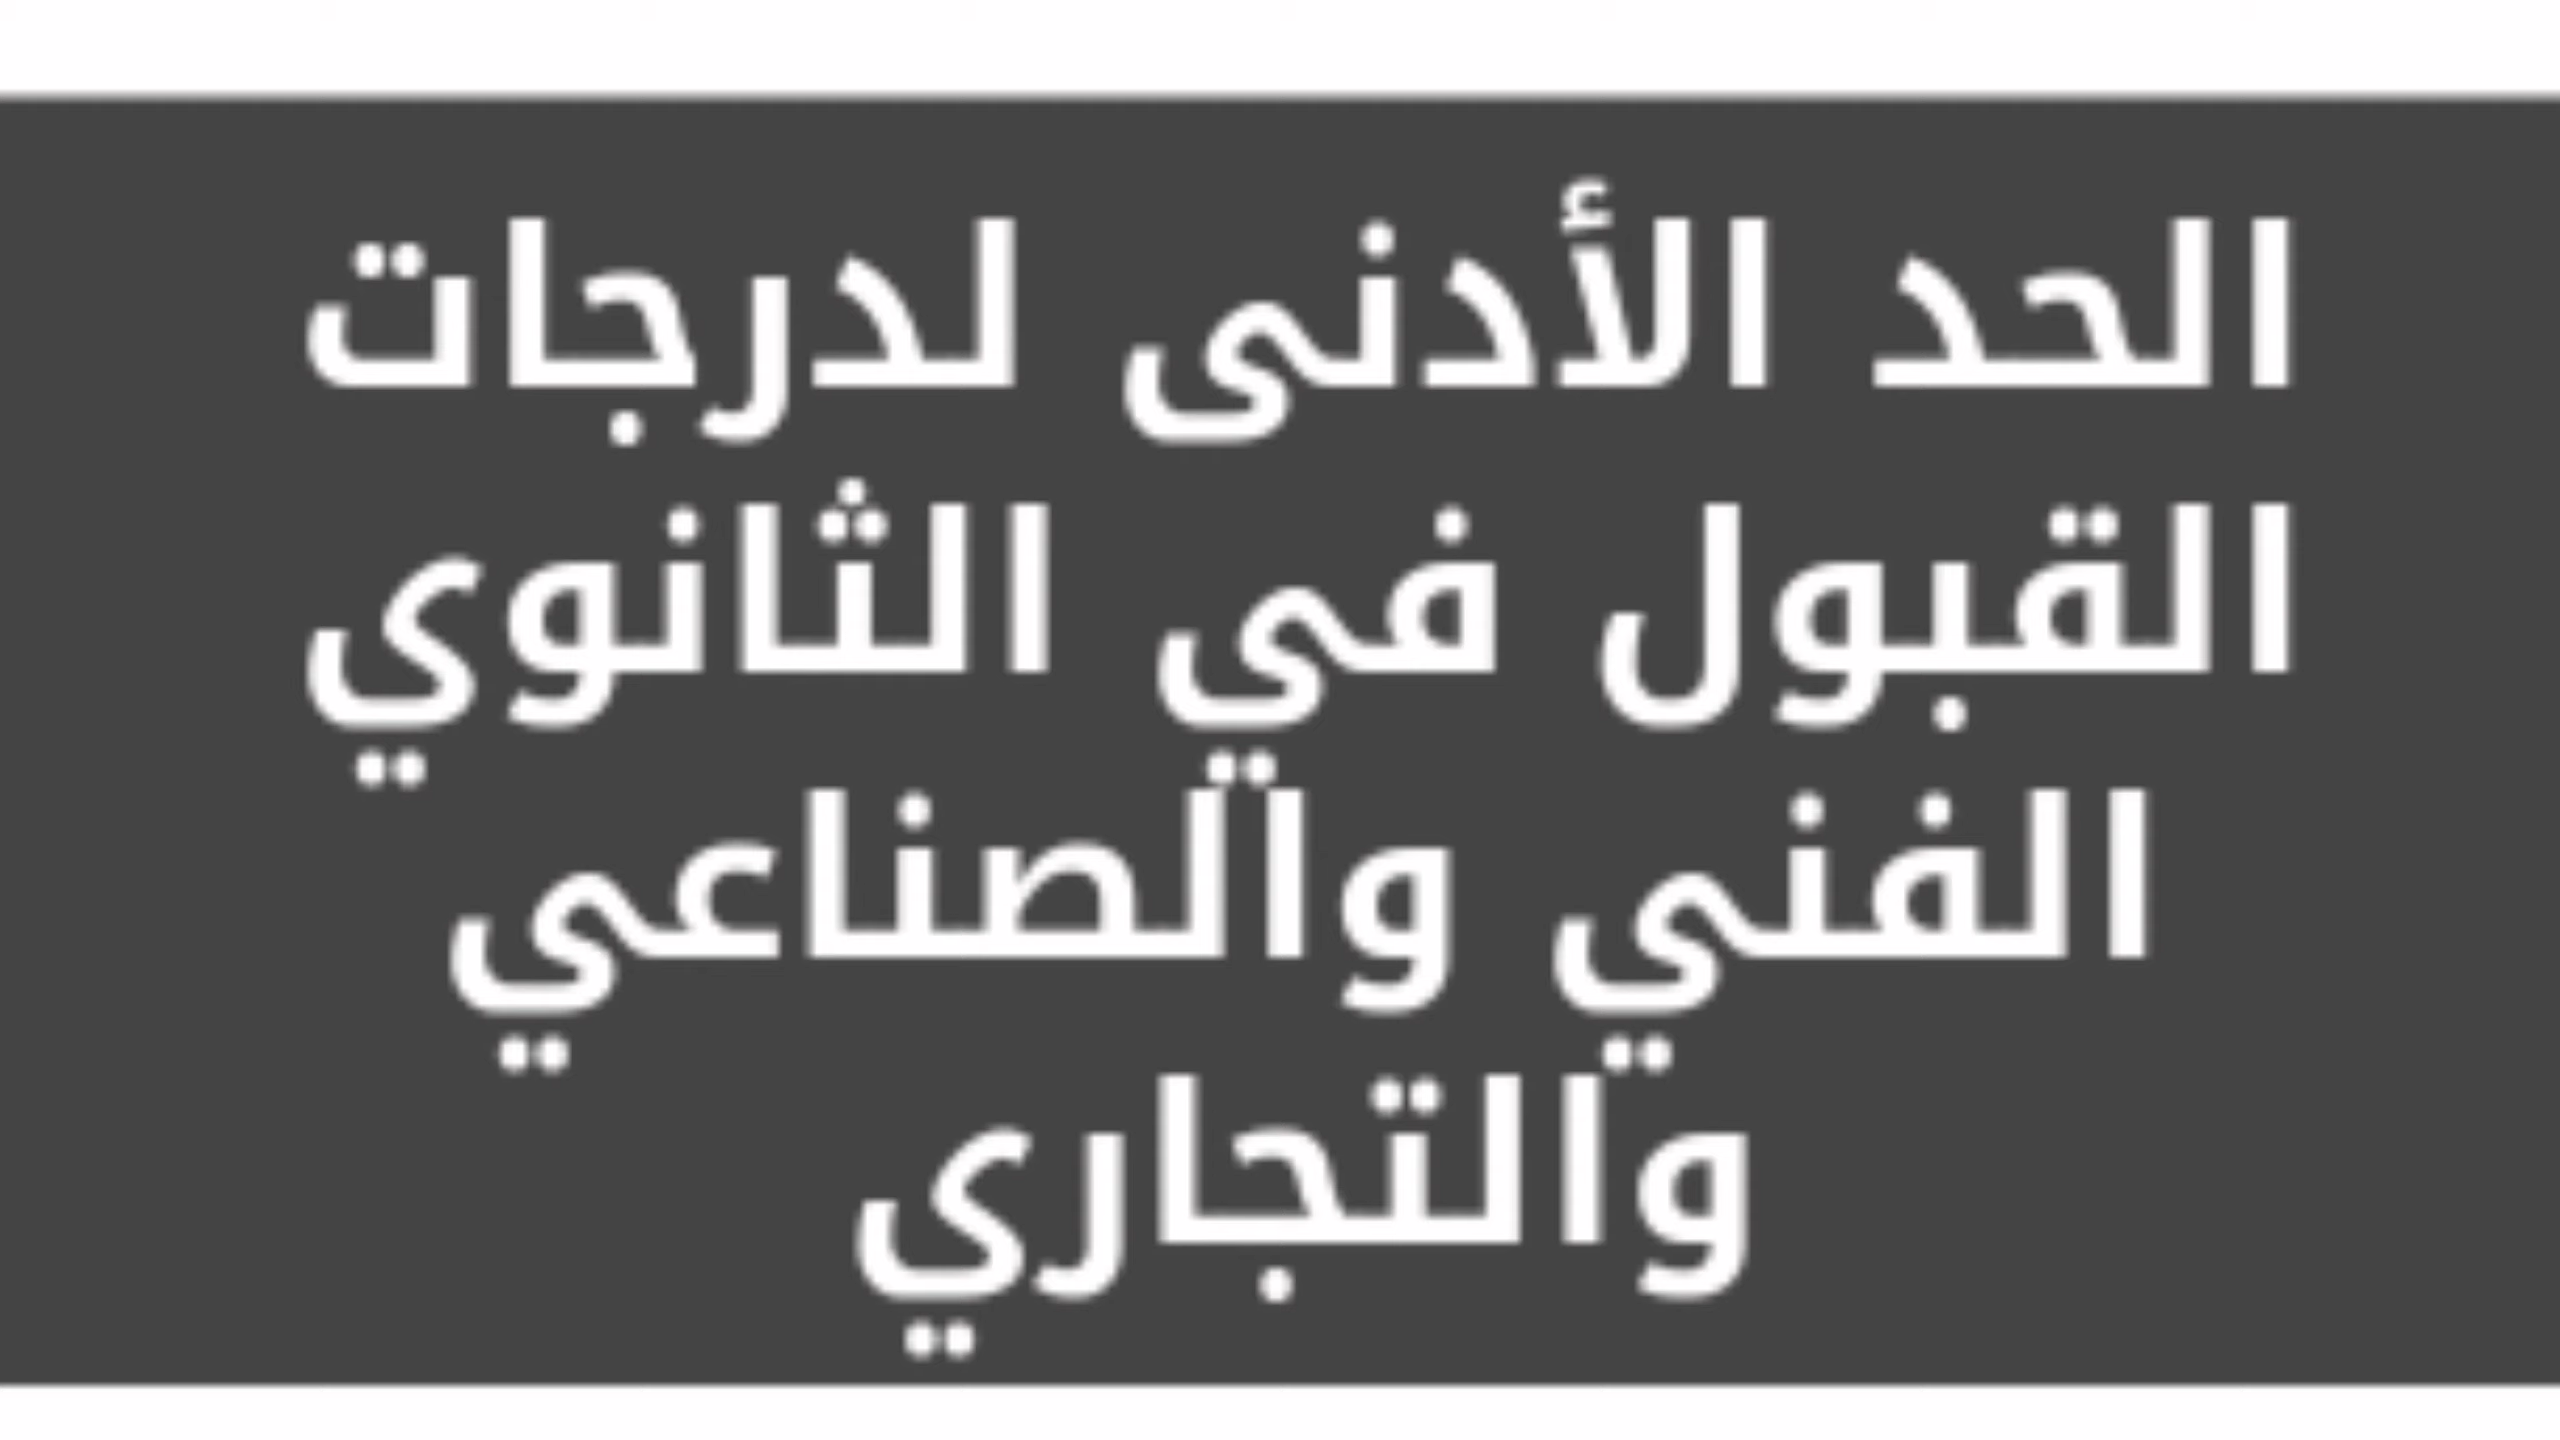 الحد الأدنى لدرجات
القبول في الثانوي
الفني والصناعي
والتجاري